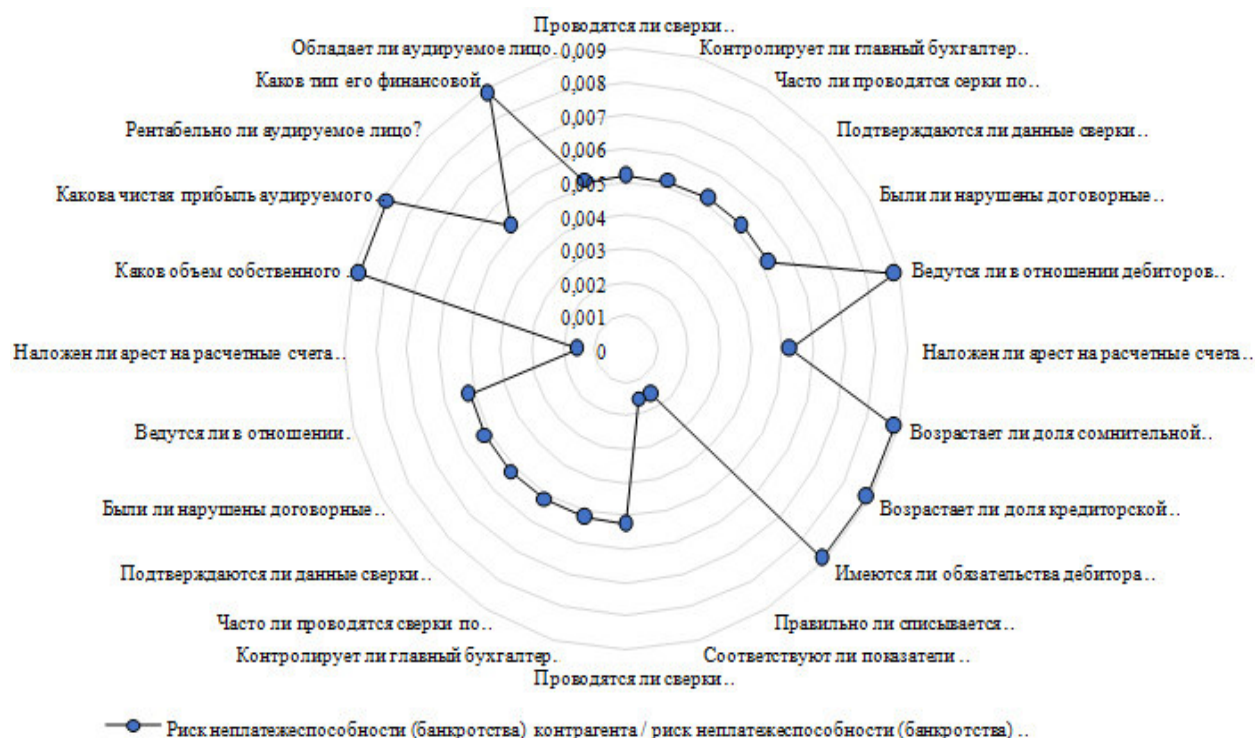 Проводятся ли сверки..
Обладает ли аудируемое лицо..
Контролирует ли главный бухгалтер..
Каков тип его финансовой..
Часто ли проводятся серки по..
Рентабельно ли аудируемое лицо?
Подтверждаются ли данные сверки..
Какова чистая прибыль аудируемого..
Были ли нарушены договорные..
Каков объем собственного..
Ведутся ли в отношении дебиторов..
Наложен ли арест на расчетные счета..
Наложен ли арест на расчетные счета..
Ведутся ли в отношении..
Возрастает ли доля сомнительной..
Были ли нарушены договорные..
Возрастает ли доля кредиторской..
Подтверждаются ли данные сверки..
Имеются ли обязательства дебитора..
Часто ли проводятся сверки по..
Правильно ли списывается..
Контролирует ли главный бухгалтер..
Соответствуют ли показатели..
Проводятся ли сверки..
0,009
0,008
0,007
0,006
0,005
0,004
0,003
0,002
0,001
0
Риск неплатежеспособности (банкротства) контрагента / риск неплатежеспособности (банкротства)..